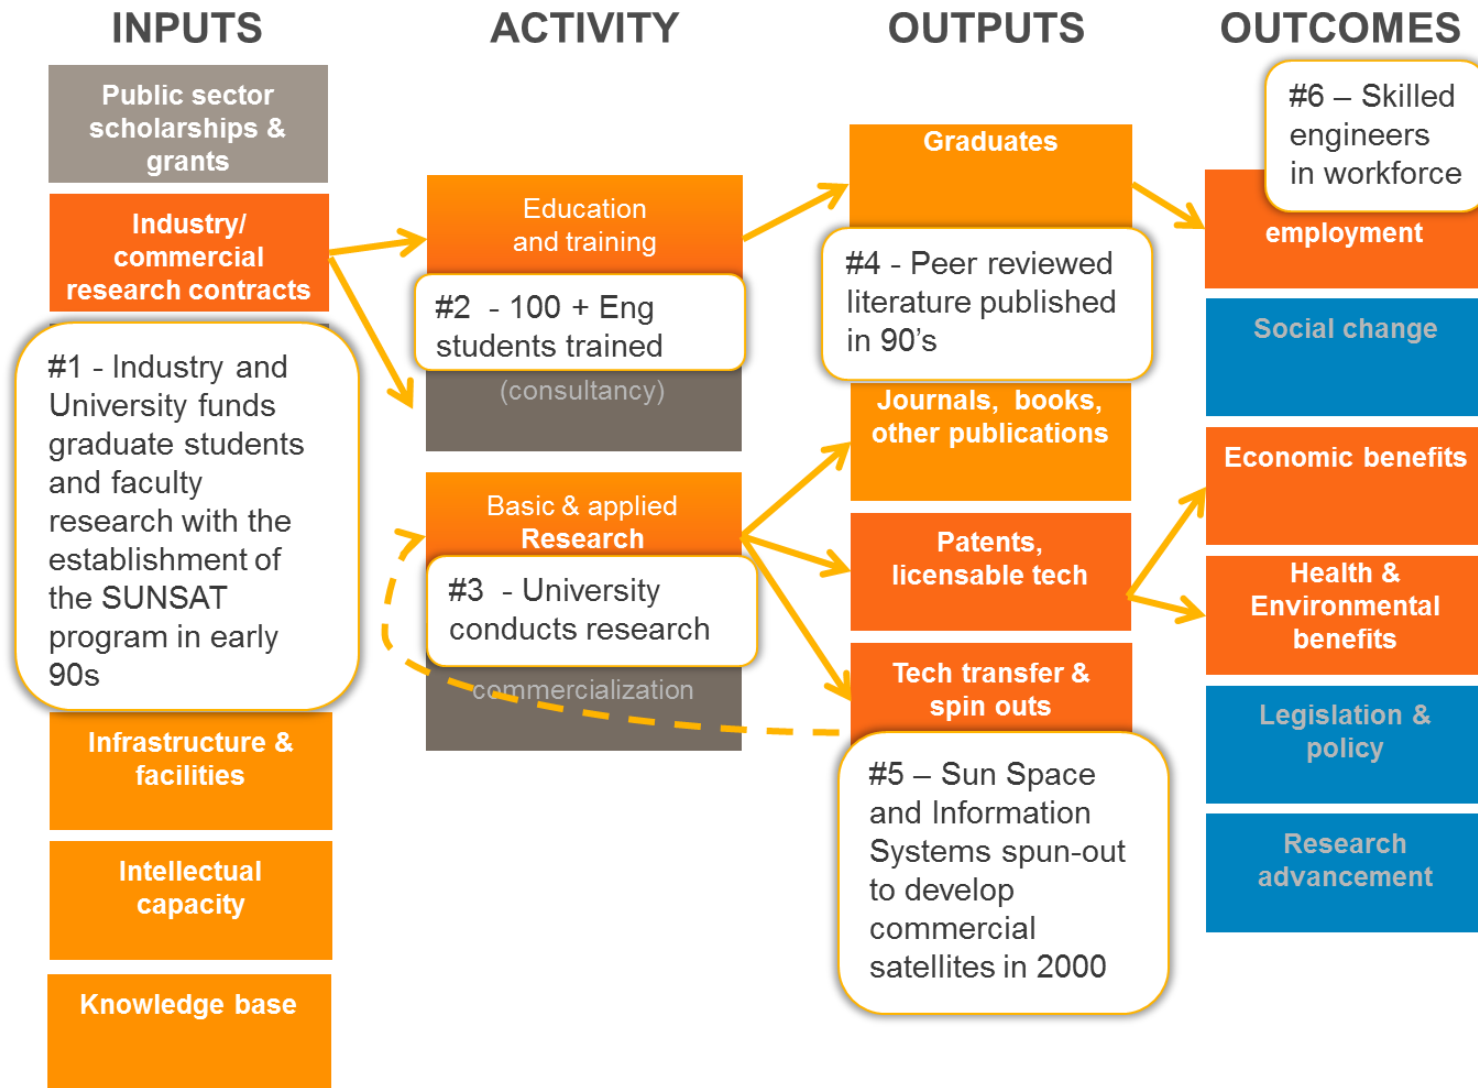 INPUTS
Public sector
scholarships &
grants
Industry/
commercial
research contracts
#1 - Industry and
University funds
graduate students
and faculty
research with the
establishment of
the SUNSAT
program in early
90s
Infrastructure &
facilities
Intellectual
capacity
Knowledge base
ACTIVITY
Education
and training
#2  - 100 + Eng
students trained
(consultancy)
Basic & applied
Research
#3  - University
conducts research
commercialization
OUTPUTS
Graduates
#4 - Peer reviewed
literature published
in 90’s
Journals,  books,
other publications
Patents,
licensable tech
Tech transfer &
spin outs
#5 – Sun Space
and Information
Systems spun-out
to develop
commercial
satellites in 2000
OUTCOMES
#6 – Skilled
engineers
in workforce
employment
Social change
Economic benefits
Health &
Environmental
benefits
Legislation &
policy
Research
advancement